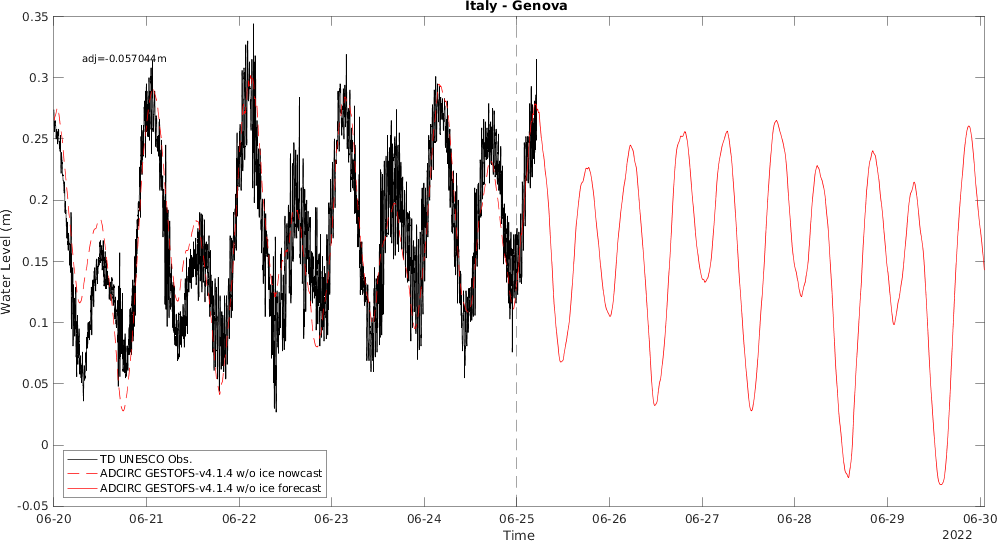 Italy - Genova
adj=-0.057044m
0.35
0.3
0.25
0.2
0.15
0.1
0.05
0
-0.05
Water Level (m)
TD UNESCO Obs.
ADCIRC GESTOFS-v4.1.4 w/o ice nowcast
ADCIRC GESTOFS-v4.1.4 w/o ice forecast
06-20 06-21 06-22 06-23 06-24 06-25 06-26 06-27 06-28 06-29 06-30
Time
2022